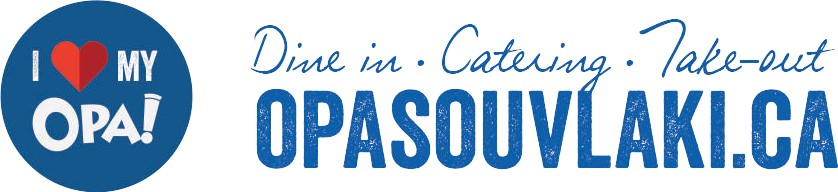 I MY
OPA!
Dine in · Catering · Take-out
OPASOUVLAKI.CA